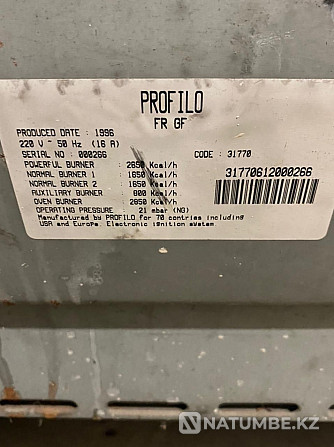 PROFILO
FR GF
PRODUCED DATE : 1996
220 V ~ 50 Hz (16 A)
SERIAL NO : 000266
CODE : 31770
POWERFUL BURNER : 2650 Kcal/h
NORMAL BURNER 1 : 1650 Kcal/h
NORMAL BURNER 2 : 1650 Kcal/h
AUXILIARY BURNER : 800 Kcal/h
OVEN BURNER : 2850 Kcal/h
OPERATING PRESSURE : 21 mbar (NG)
31770612000266
Manufactured by PROFILO for 70 contries including
USA and Europa. Electronic ignition system
NATUMBE.KZ